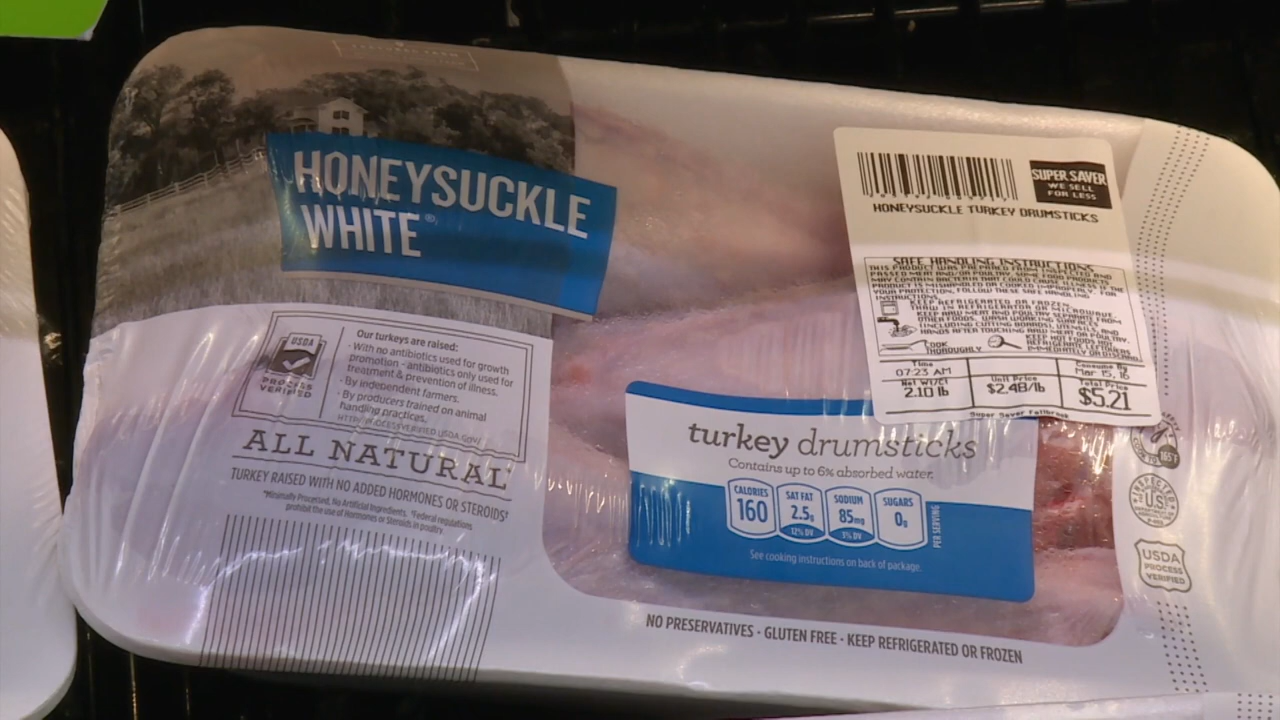 HONEYSUCKLE
WHITE®
USDA
PROCESS
VERIFIED
Our turkeys are raised:
· With no antibiotics used for growth
promotion - antibiotics only used for
treatment & prevention of illness.
· By independent farmers.
· By producers trained on animal
handling practices.
ALL NATURAL*
TURKEY RAISED WITH NO ADDED HORMONES OR STEROIDS†
*Minimally Processed, No Artificial Ingredients. †Federal regulations
prohibit the use of Hormones or Steroids in poultry.
SUPER SAVER
WE SELL
FOR LESS
HONEYSUCKLE TURKEY DRUMSTICKS
SAFE HANDLING INSTRUCTIONS
THIS PRODUCT WAS PREPARED FROM INSPECTED AND
PASSED MEAT AND/OR POULTRY. SOME FOOD PRODUCTS
MAY CONTAIN BACTERIA THAT COULD CAUSE ILLNESS IF THE
PRODUCT IS MISHANDLED OR COOKED IMPROPERLY. FOR
YOUR PROTECTION, FOLLOW THESE SAFE HANDLING
INSTRUCTIONS.
KEEP REFRIGERATED OR FROZEN.
THAW IN REFRIGERATOR OR MICROWAVE.
KEEP RAW MEAT AND POULTRY SEPARATE FROM
OTHER FOODS. WASH WORKING SURFACES
(INCLUDING CUTTING BOARDS), UTENSILS AND
HANDS AFTER TOUCHING RAW MEAT OR POULTRY.
COOK
THOROUGHLY
KEEP HOT FOODS HOT.
REFRIGERATE LEFTOVERS
IMMEDIATELY OR DISCARD.
Time
07:23 AM
Consume By
Mar 15, 16
Net Wt/Ct
2.10 lb
Unit Price
$2.48/lb
Total Price
$5.21
Super Saver Fallbrook
turkey drumsticks
Contains up to 6% absorbed water.
CALORIES
160
SAT FAT
2.5g
12% DV
SODIUM
85mg
3% DV
SUGARS
0g
PER SERVING
See cooking instructions on back of package.
165°F
INSPECTED
U.S.
USDA
PROCESS
VERIFIED
NO PRESERVATIVES · GLUTEN FREE · KEEP REFRIGERATED OR FROZEN